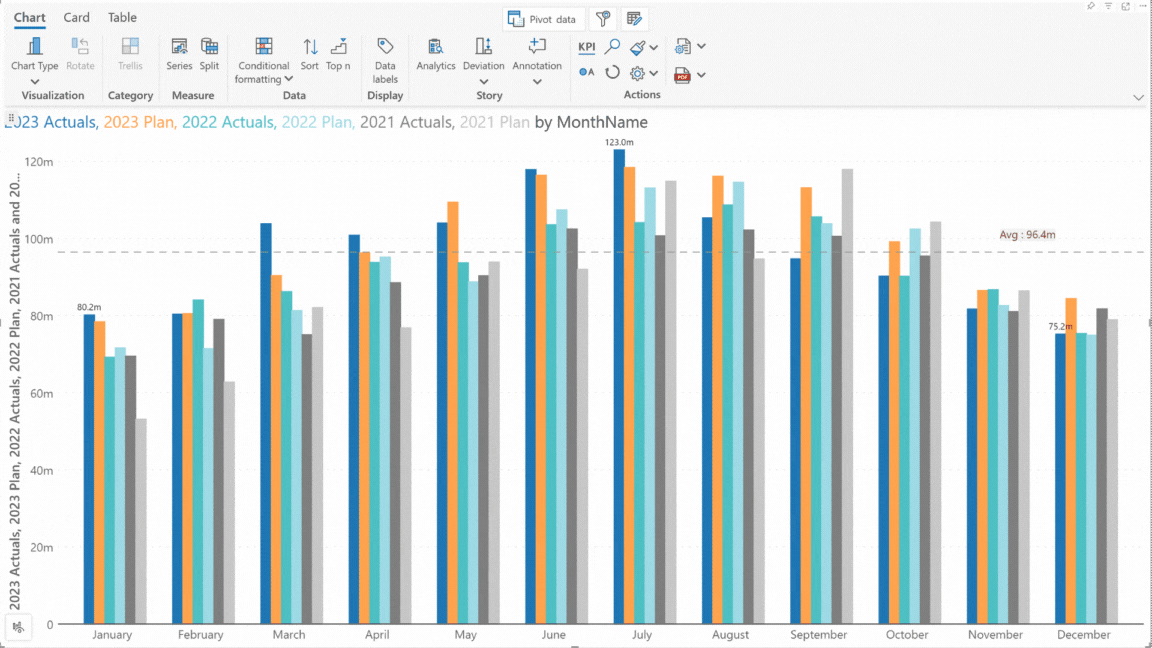 Chart Card Table
Pivot data
Chart Type Rotate Trellis Series Split Conditional formatting Sort Top n Data labels Analytics Deviation Annotation KPI
A
PDF
Visualization Category Measure Data Display Story Actions
2023 Actuals, 2023 Plan, 2022 Actuals, 2022 Plan, 2021 Actuals, 2021 Plan by MonthName
2023 Actuals, 2023 Plan, 2022 Actuals, 2022 Plan, 2021 Actuals and 20...
120m
100m
80m
60m
40m
20m
0
80.2m
123.0m
75.2m
Avg : 96.4m
January February March April May June July August September October November December